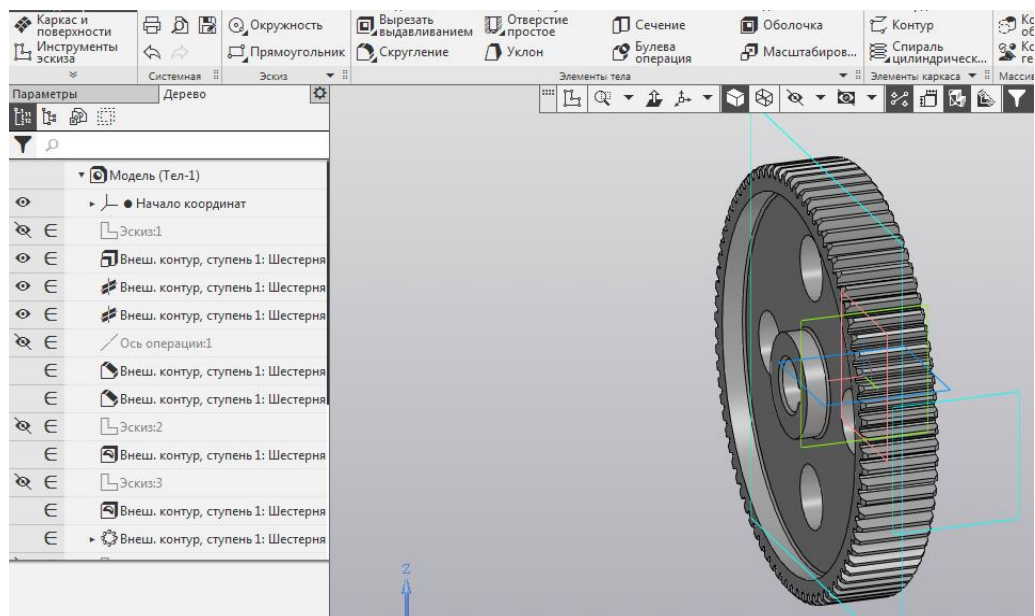 Каркас и поверхности
Инструменты эскиза
Системная
Окружность
Прямоугольник
Эскиз
Вырезать выдавливанием
Скругление
Отверстие простое
Уклон
Сечение
Булева операция
Оболочка
Масштабиров...
Элементы тела
Контур
Спираль цилиндрическ...
Элементы каркаса
Массив
Параметры
Дерево
Модель (Тел-1)
Начало координат
Эскиз:1
Внеш. контур, ступень 1: Шестерня
Внеш. контур, ступень 1: Шестерня
Внеш. контур, ступень 1: Шестерня
Ось операции:1
Внеш. контур, ступень 1: Шестерня
Внеш. контур, ступень 1: Шестерня
Эскиз:2
Внеш. контур, ступень 1: Шестерня
Эскиз:3
Внеш. контур, ступень 1: Шестерня
Внеш. контур, ступень 1: Шестерня
Z